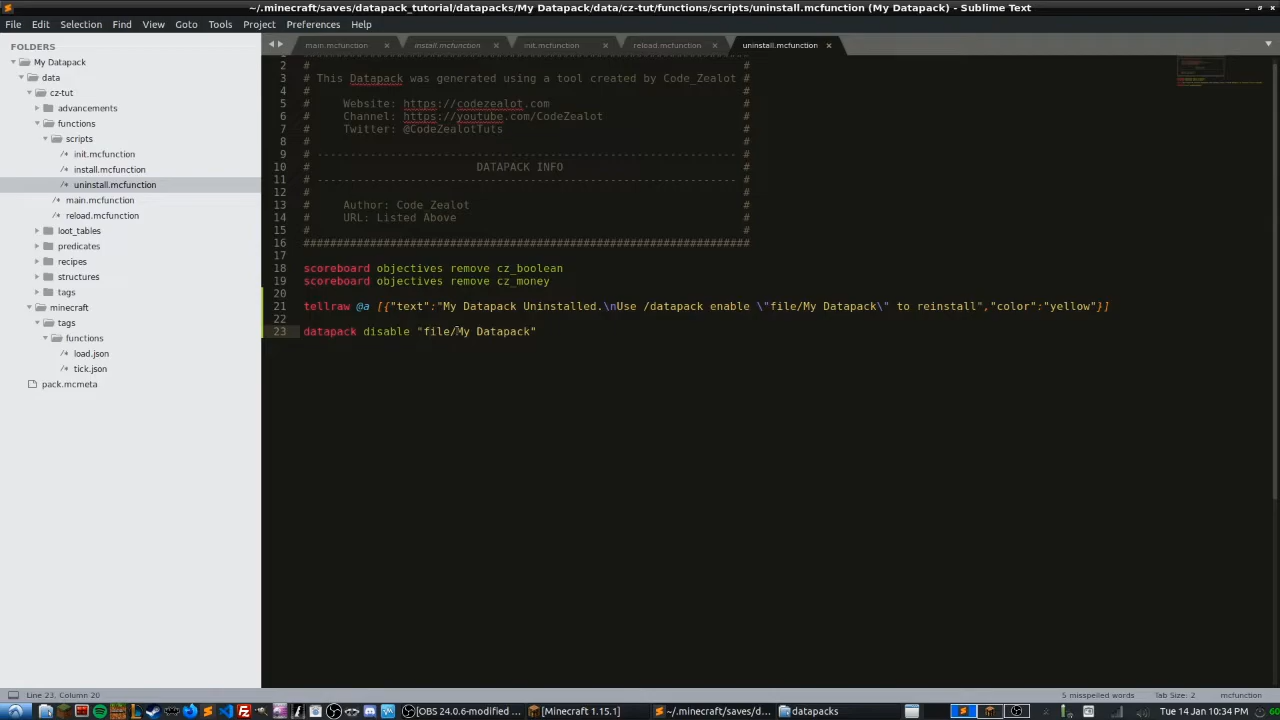 ~/.minecraft/saves/datapack_tutorial/datapacks/My Datapack/data/cz-tut/functions/scripts/uninstall.mcfunction (My Datapack) - Sublime Text
File Edit Selection Find View Goto Tools Project Preferences Help
FOLDERS
My Datapack
data
cz-tut
advancements
functions
scripts
init.mcfunction
install.mcfunction
uninstall.mcfunction
main.mcfunction
reload.mcfunction
loot_tables
predicates
recipes
structures
tags
minecraft
tags
functions
load.json
tick.json
pack.mcmeta
main.mcfunction × install.mcfunction × init.mcfunction × reload.mcfunction × uninstall.mcfunction ×
2 # #
3 # This Datapack was generated using a tool created by Code_Zealot #
4 # #
5 # Website: https://codezealot.com #
6 # Channel: https://youtube.com/CodeZealot #
7 # Twitter: @CodeZealotTuts #
8 # #
9 # --------------------------------------------------------------- #
10 # DATAPACK INFO #
11 # --------------------------------------------------------------- #
12 # #
13 # Author: Code Zealot #
14 # URL: Listed Above #
15 # #
16 ###################################################################
17
18 scoreboard objectives remove cz_boolean
19 scoreboard objectives remove cz_money
20
21 tellraw @a [{"text":"My Datapack Uninstalled.\nUse /datapack enable \"file/My Datapack\" to reinstall","color":"yellow"}]
22
23 datapack disable "file/My Datapack"
Line 23, Column 20
5 misspelled words Tab Size: 2 mcfunction
[OBS 24.0.6-modified ... [Minecraft 1.15.1] ~/.minecraft/saves/d... datapacks
Tue 14 Jan 10:34 PM